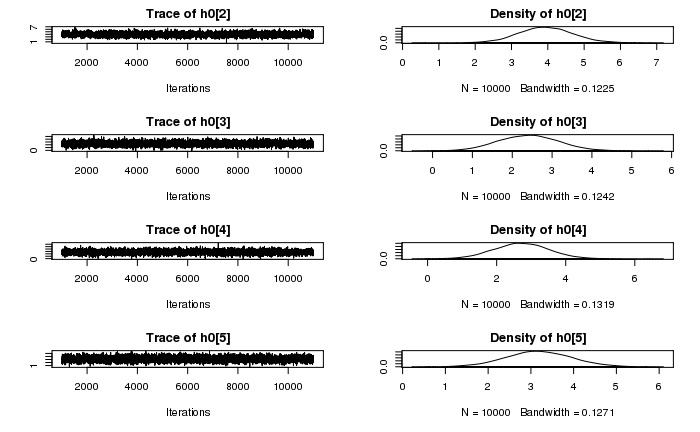 Trace of h0[2]
Density of h0[2]
1 7
0.0
2000 4000 6000 8000 10000
0 1 2 3 4 5 6 7
Iterations
N = 10000 Bandwidth = 0.1225
Trace of h0[3]
Density of h0[3]
0
0.0
2000 4000 6000 8000 10000
0 1 2 3 4 5 6
Iterations
N = 10000 Bandwidth = 0.1242
Trace of h0[4]
Density of h0[4]
0
0.0
2000 4000 6000 8000 10000
0 2 4 6
Iterations
N = 10000 Bandwidth = 0.1319
Trace of h0[5]
Density of h0[5]
1
0.0
2000 4000 6000 8000 10000
0 1 2 3 4 5 6
Iterations
N = 10000 Bandwidth = 0.1271